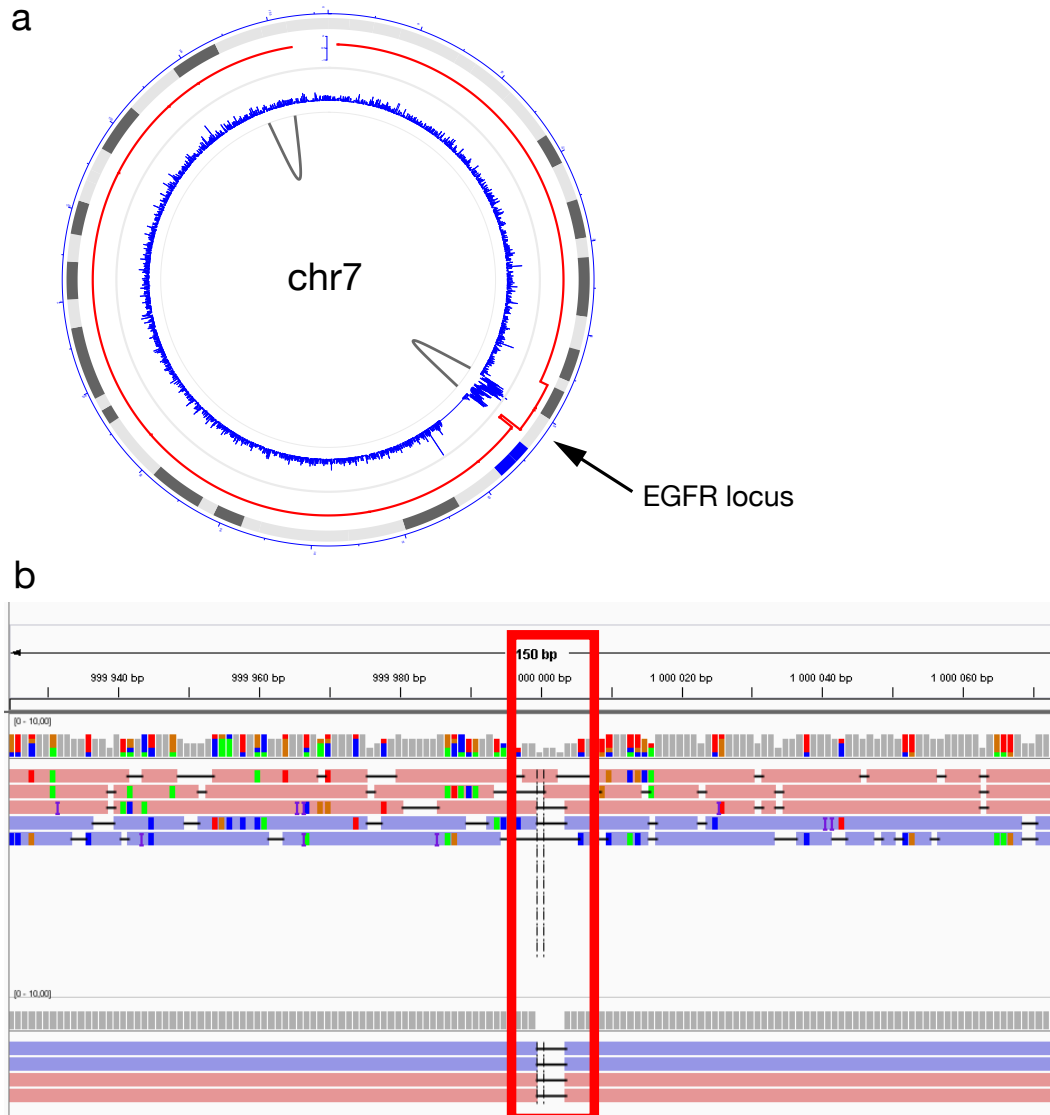 a
chr7
EGFR locus
b
150 bp
999 940 bp
999 960 bp
999 980 bp
000 000 bp
1 000 020 bp
1 000 040 bp
1 000 060 bp
[0 - 10,00]
[0 - 10,00]